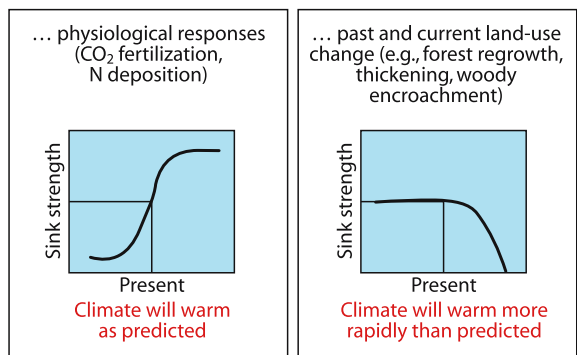 … physiological responses
(CO₂ fertilization,
N deposition)
Sink strength
Present
Climate will warm
as predicted
… past and current land-use
change (e.g., forest regrowth,
thickening, woody
encroachment)
Sink strength
Present
Climate will warm more
rapidly than predicted